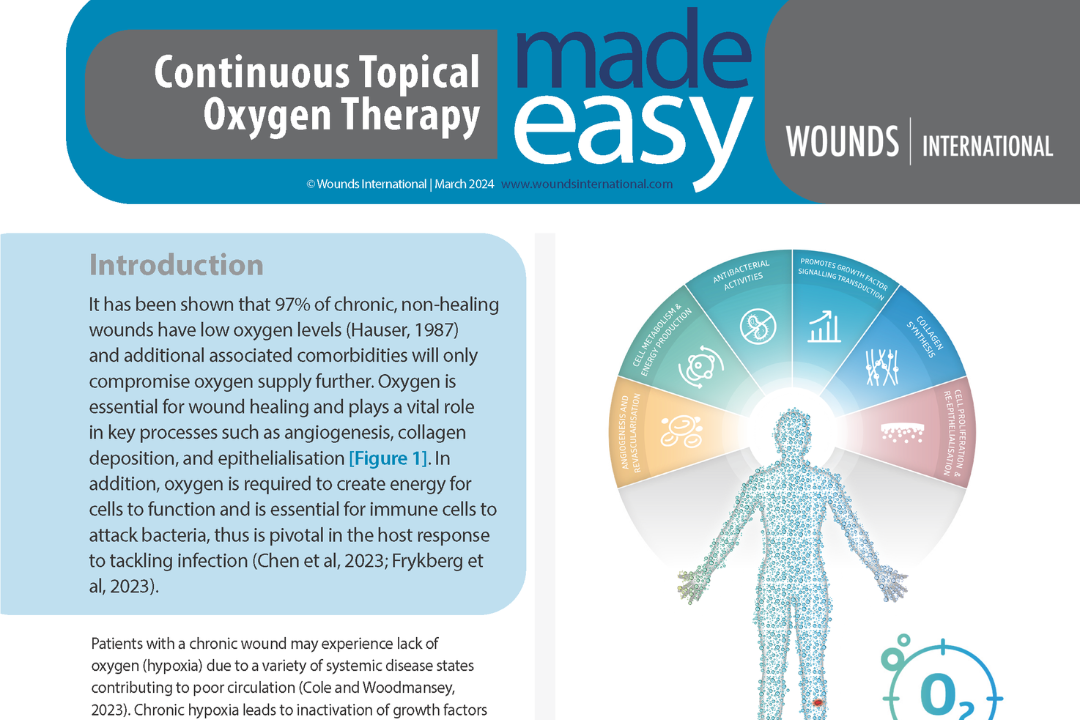 Continuous Topical
Oxygen Therapy
made
easy
© Wounds International | March 2024 www.woundsinternational.com
WOUNDS | INTERNATIONAL
Introduction
It has been shown that 97% of chronic, non-healing
wounds have low oxygen levels (Hauser, 1987)
and additional associated comorbidities will only
compromise oxygen supply further. Oxygen is
essential for wound healing and plays a vital role
in key processes such as angiogenesis, collagen
deposition, and epithelialisation [Figure 1]. In
addition, oxygen is required to create energy for
cells to function and is essential for immune cells to
attack bacteria, thus is pivotal in the host response
to tackling infection (Chen et al, 2023; Frykberg et
al, 2023).
Patients with a chronic wound may experience lack of
oxygen (hypoxia) due to a variety of systemic disease states
contributing to poor circulation (Cole and Woodmansey,
2023). Chronic hypoxia leads to inactivation of growth factors
ANGIOGENESIS AND
REVASCULARISATION
CELL METABOLISM &
ENERGY PRODUCTION
ANTIBACTERIAL
ACTIVITIES
PROMOTES GROWTH FACTOR
SIGNALLING TRANSDUCTION
COLLAGEN
SYNTHESIS
CELL PROLIFERATION &
RE-EPITHELIALISATION
O2